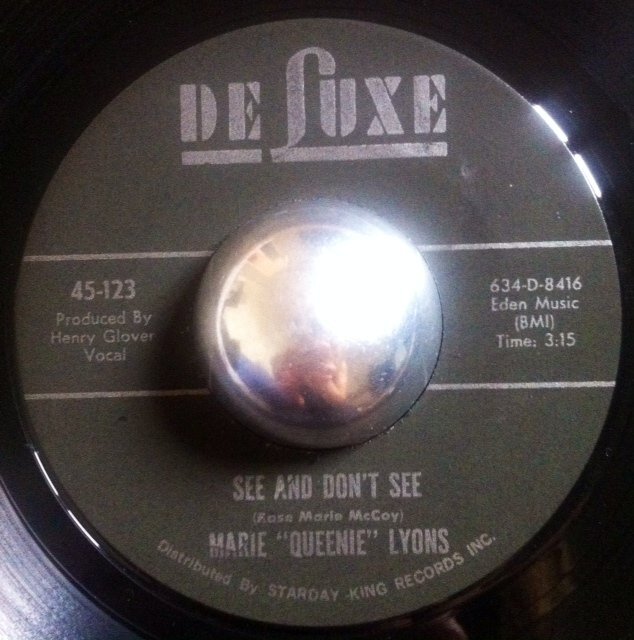 DE LUXE
45-123
Produced By
Henry Glover
Vocal
634-D-8416
Eden Music
(BMI)
Time: 3:15
SEE AND DON'T SEE
(Rose Marie McCoy)
MARIE "QUEENIE" LYONS
Distributed By STARDAY-KING RECORDS INC.